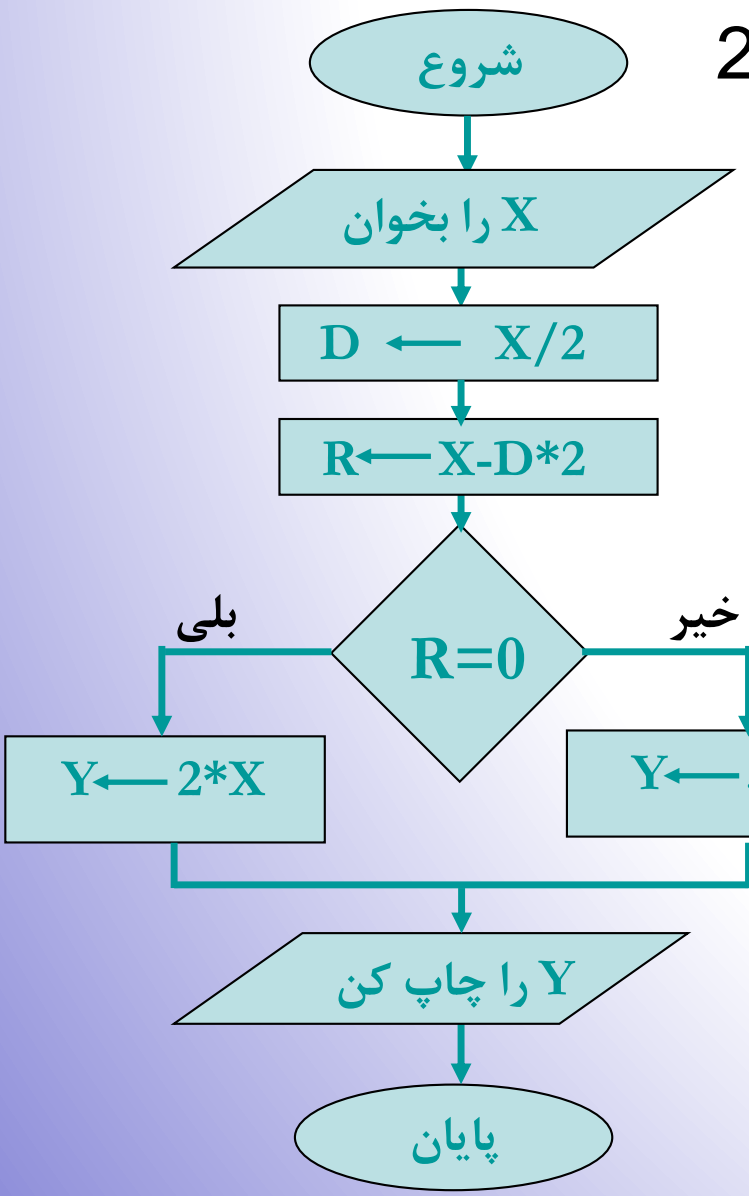 2
شروع
X را بخوان
D ← X/2
R← X-D*2
R=0
بلی
خیر
Y← 2*X
Y←
Y را چاپ کن
پایان